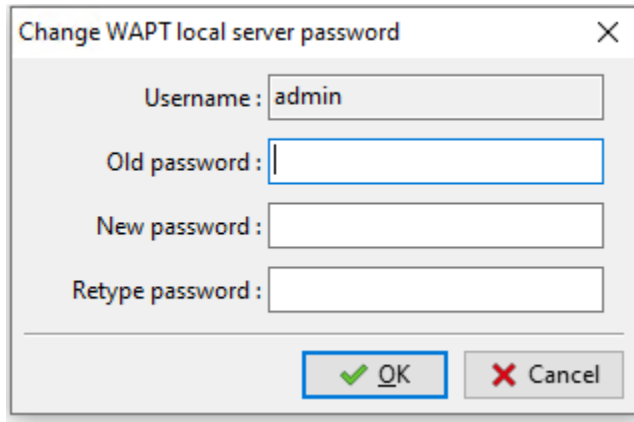 Change WAPT local server password
Username : admin
Old password :
New password :
Retype password :
OK
Cancel